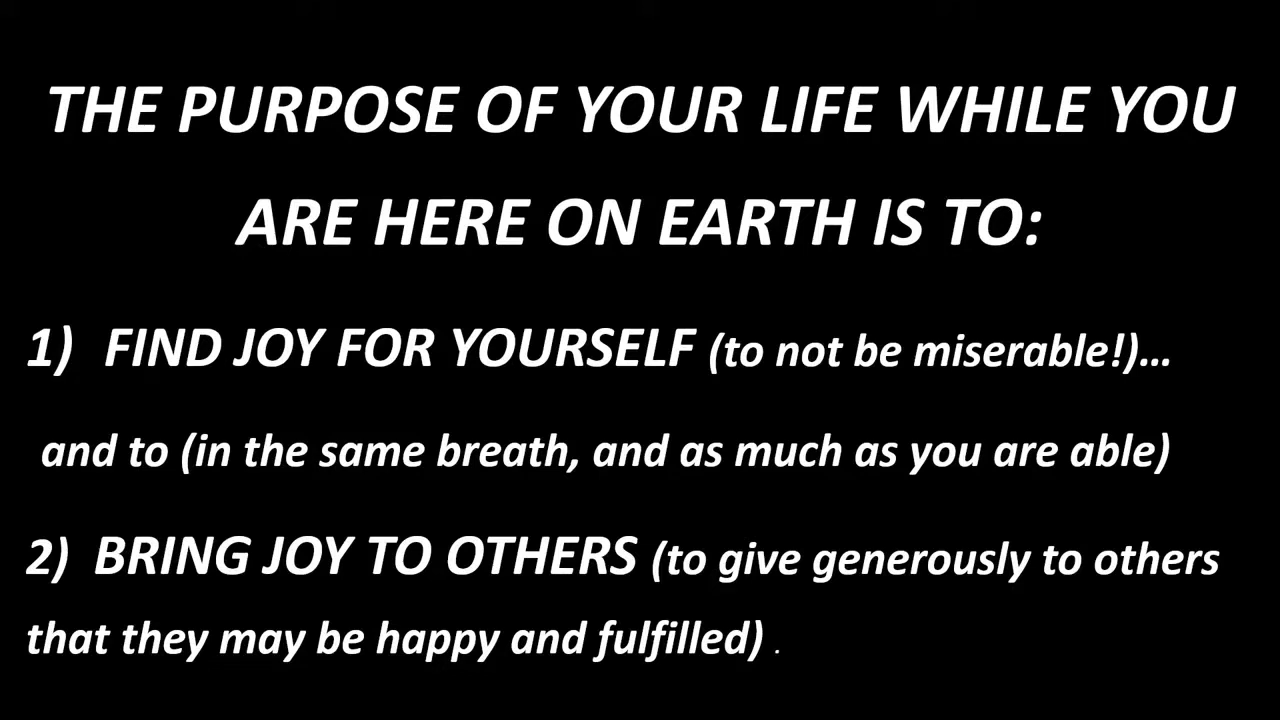 THE PURPOSE OF YOUR LIFE WHILE YOU
ARE HERE ON EARTH IS TO:
1) FIND JOY FOR YOURSELF (to not be miserable!)...
and to (in the same breath, and as much as you are able)
2) BRING JOY TO OTHERS (to give generously to others
that they may be happy and fulfilled) .